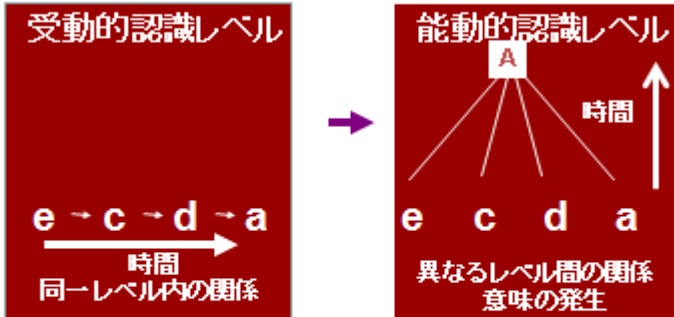 受動的認識レベル
e→c→d→a
時間
同一レベル内の関係
能動的認識レベル
A
時間
e c d a
異なるレベル間の関係
意味の発生